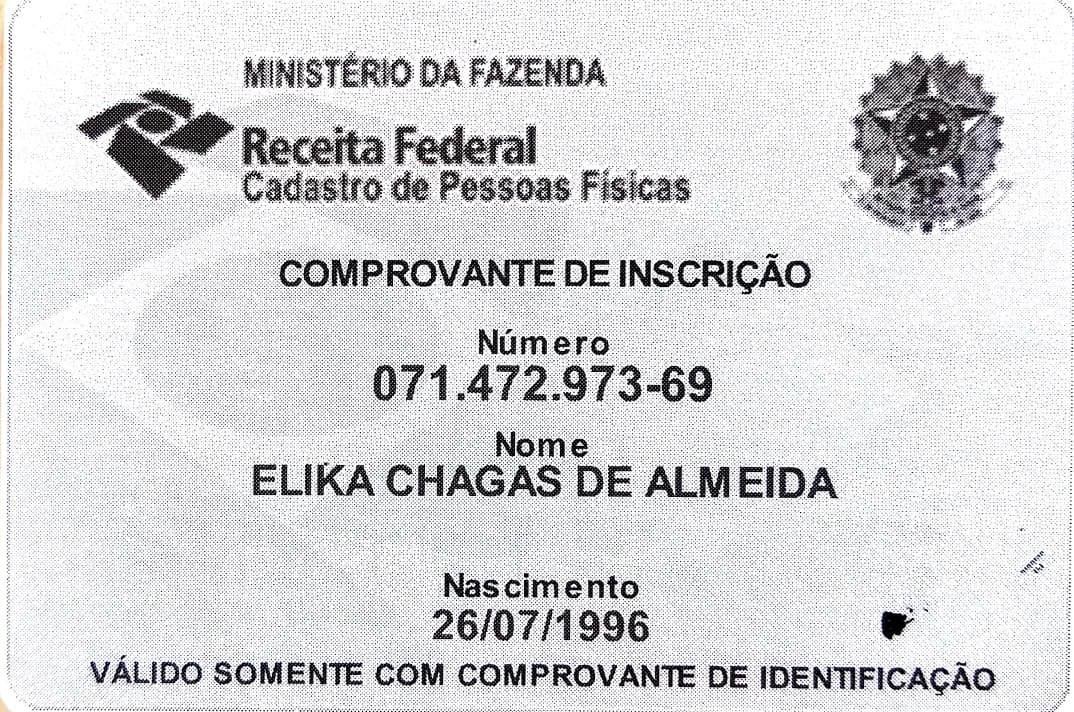 MINISTÉRIO DA FAZENDA
Receita Federal
Cadastro de Pessoas Físicas
COMPROVANTE DE INSCRIÇÃO
Número
071.472.973-69
Nome
ELIKA CHAGAS DE ALMEIDA
Nascimento
26/07/1996
VÁLIDO SOMENTE COM COMPROVANTE DE IDENTIFICAÇÃO